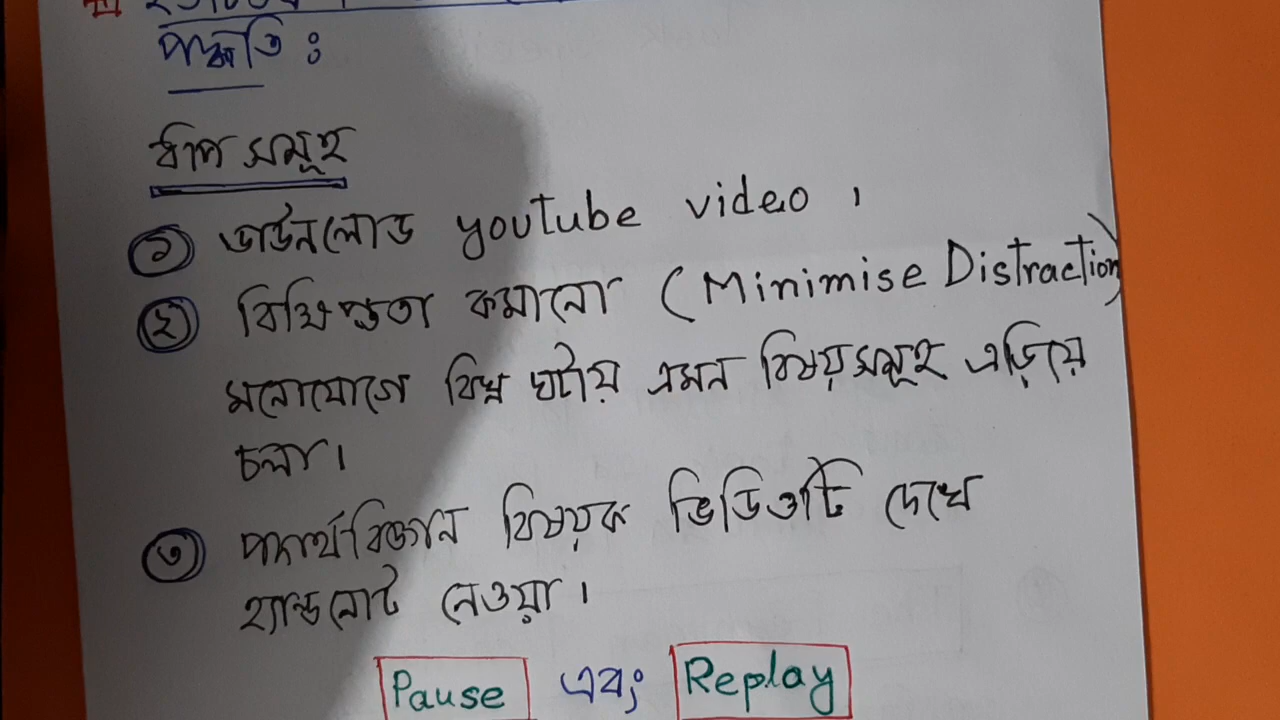 পদ্ধতি :
ধাপ সমূহ
১ ডাউনলোড youtube video ।
২ বিক্ষিপ্ততা কমানো (Minimise Distraction)
মনোযোগে বিঘ্ন ঘটায় এমন বিষয়সমূহ এড়িয়ে
চলা।
৩ পদার্থবিজ্ঞান বিষয়ক ভিডিওটি দেখে
হ্যান্ডনোট নেওয়া।
Pause এবং Replay